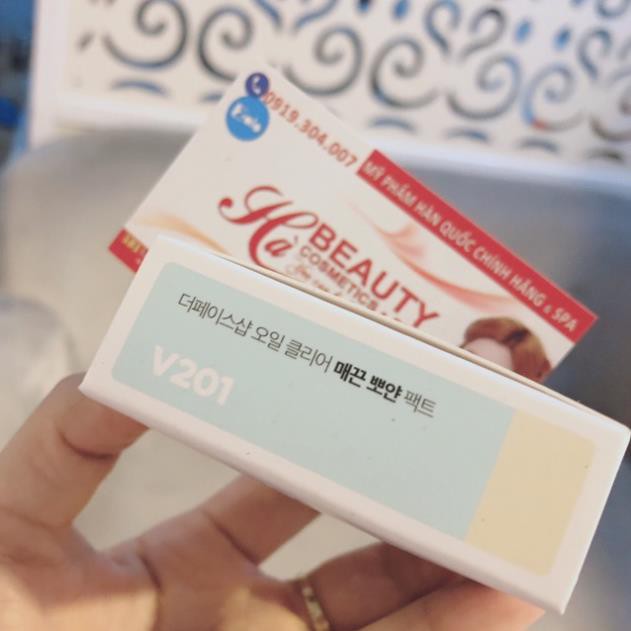 0919.304.007
Zalo
MỸ PHẨM HÀN QUỐC CHÍNH HÃNG & SPA
Hà BEAUTY
COSMETICS
더페이스샵 오일 클리어 매끈 뽀얀 팩트
V201